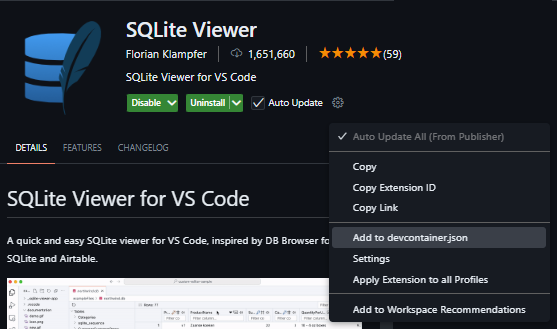 SQLite Viewer
Florian Klampfer 1,651,660 (59)
SQLite Viewer for VS Code
Disable Uninstall Auto Update
Auto Update All (From Publisher)
Copy
Copy Extension ID
Copy Link
Add to devcontainer.json
Settings
Apply Extension to all Profiles
Add to Workspace Recommendations
DETAILS FEATURES CHANGELOG
SQLite Viewer for VS Code
A quick and easy SQLite viewer for VS Code, inspired by DB Browser fo
SQLite and Airtable.